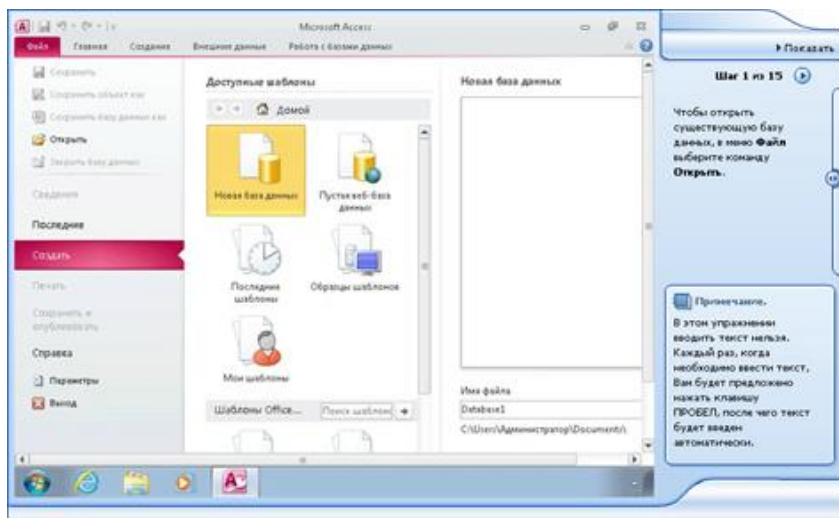 Microsoft Access
Файл Главная Создание Внешние данные Работа с базами данных
Сохранить
Сохранить объект как
Сохранить базу данных как
Открыть
Закрыть базу данных
Сведения
Последние
Создать
Печать
Сохранить и
опубликовать
Справка
Параметры
Выход
Доступные шаблоны
Домой
Новая база данных
Пустая веб-база
данных
Последние
шаблоны
Образцы шаблонов
Мои шаблоны
Шаблоны Office...
Поиск шаблонов
Новая база данных
Имя файла
Database1
C:\Users\Администратор\Documents\
Показать
Шаг 1 из 15
Чтобы открыть
существующую базу
данных, в меню Файл
выберите команду
Открыть.
Примечание.
В этом упражнении
вводить текст нельзя.
Каждый раз, когда
необходимо ввести текст,
Вам будет предложено
нажать клавишу
ПРОБЕЛ, после чего текст
будет введен
автоматически.